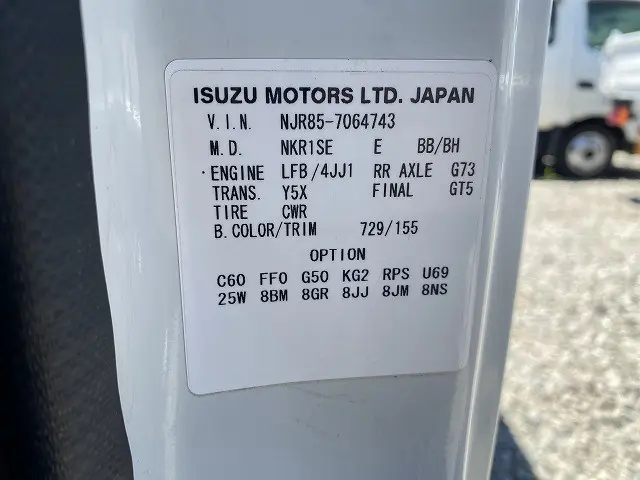 ISUZU MOTORS LTD. JAPAN
V.I.N. NJR85-7064743
M.D. NKR1SE E BB/BH
·ENGINE LFB/4JJ1 RR AXLE G73
TRANS. Y5X FINAL GT5
TIRE CWR
B.COLOR/TRIM 729/155
OPTION
C60 FF0 G50 KG2 RPS U69
25W 8BM 8GR 8JJ 8JM 8NS